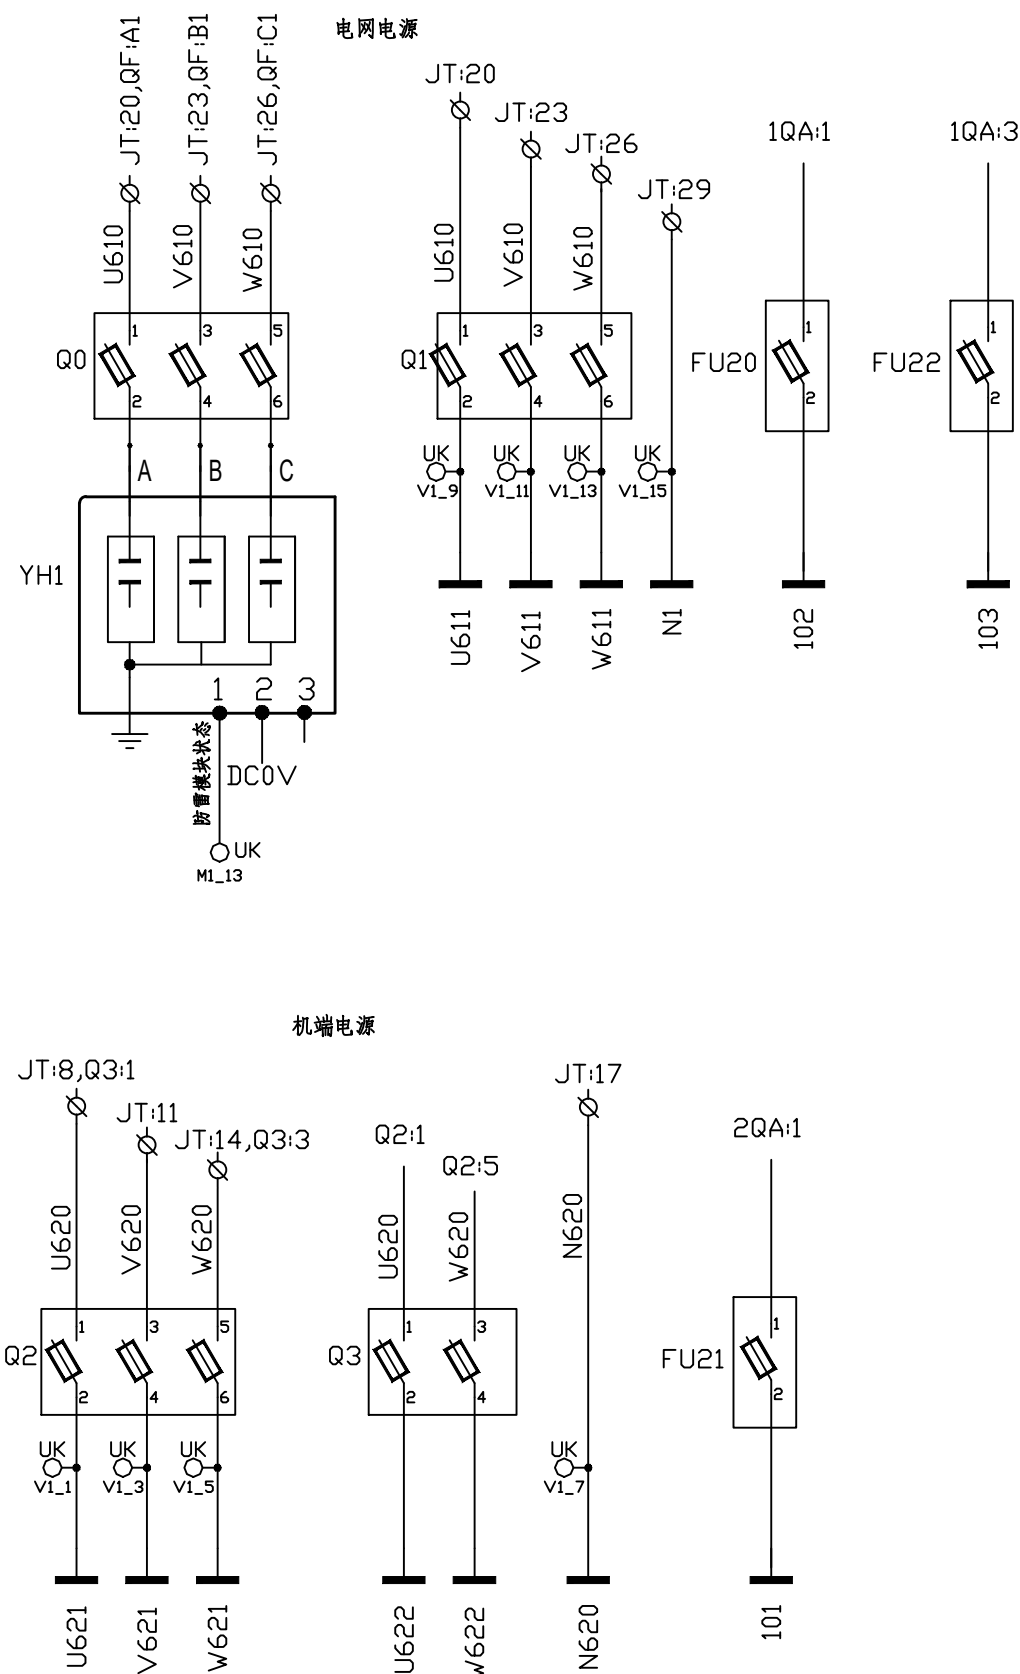 电网电源
JT:20,QF:A1
JT:23,QF:B1
JT:26,QF:C1
U610
V610
W610
Q0
1
3
5
2
4
6
A
B
C
YH1
1
2
3
防雷模块状态
DC0V
UK
M1_13
JT:20
JT:23
JT:26
JT:29
U610
V610
W610
Q1
1
3
5
2
4
6
UK
UK
UK
UK
V1_9
V1_11
V1_13
V1_15
U611
V611
W611
N1
1QA:1
FU20
1
2
102
1QA:3
FU22
1
2
103
机端电源
JT:8,Q3:1
JT:11
JT:14,Q3:3
U620
V620
W620
Q2
1
3
5
2
4
6
UK
UK
UK
V1_1
V1_3
V1_5
U621
V621
W621
Q2:1
Q2:5
U620
W620
Q3
1
3
2
4
U622
W622
JT:17
N620
UK
V1_7
N620
2QA:1
FU21
1
2
101